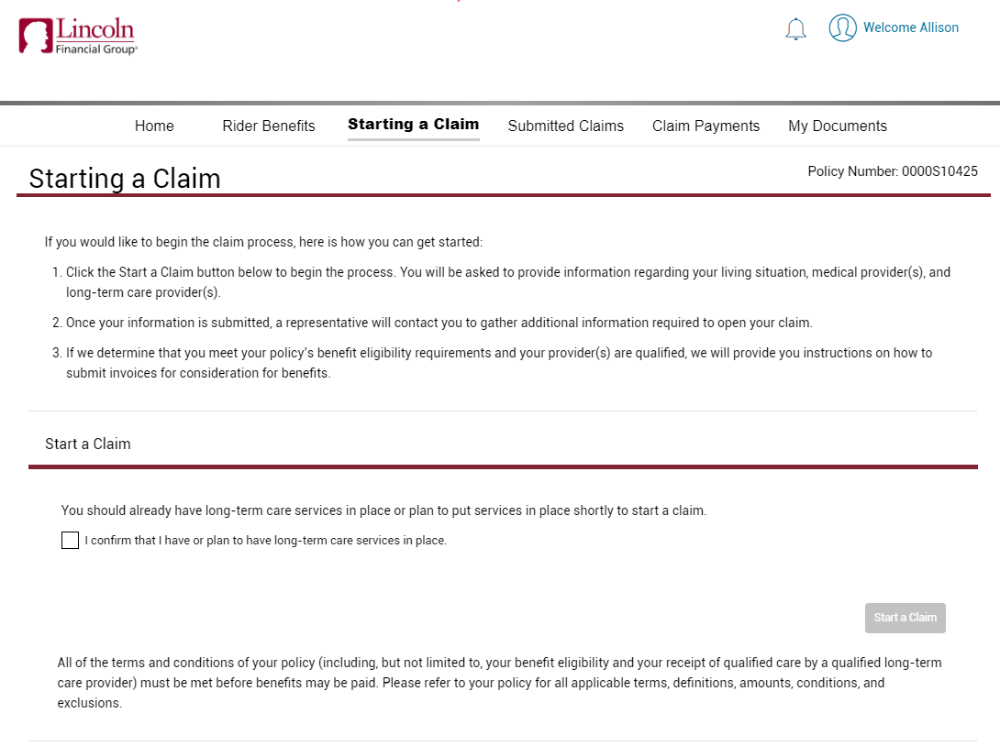 Lincoln
Financial Group®
Welcome Allison
Home Rider Benefits Starting a Claim Submitted Claims Claim Payments My Documents
Starting a Claim
Policy Number: 0000S10425
If you would like to begin the claim process, here is how you can get started:
1. Click the Start a Claim button below to begin the process. You will be asked to provide information regarding your living situation, medical provider(s), and
long-term care provider(s).
2. Once your information is submitted, a representative will contact you to gather additional information required to open your claim.
3. If we determine that you meet your policy's benefit eligibility requirements and your provider(s) are qualified, we will provide you instructions on how to
submit invoices for consideration for benefits.
Start a Claim
You should already have long-term care services in place or plan to put services in place shortly to start a claim.
I confirm that I have or plan to have long-term care services in place.
Start a Claim
All of the terms and conditions of your policy (including, but not limited to, your benefit eligibility and your receipt of qualified care by a qualified long-term
care provider) must be met before benefits may be paid. Please refer to your policy for all applicable terms, definitions, amounts, conditions, and
exclusions.